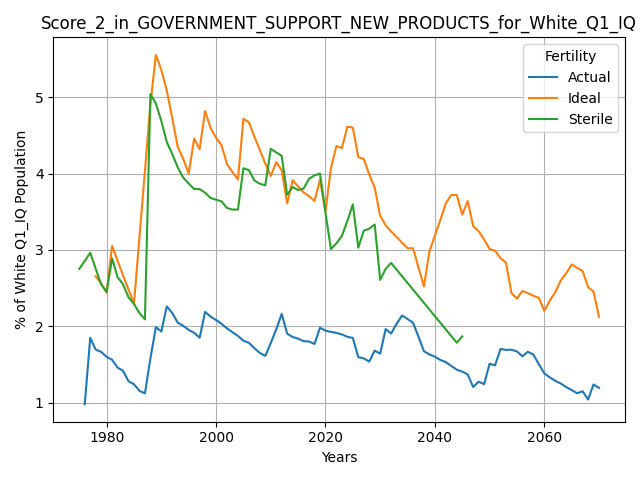 Score_2_in_GOVERNMENT_SUPPORT_NEW_PRODUCTS_for_White_Q1_IQ
Fertility
Actual
Ideal
Sterile
% of White Q1_IQ Population
5
4
3
2
1
1980
2000
2020
2040
2060
Years